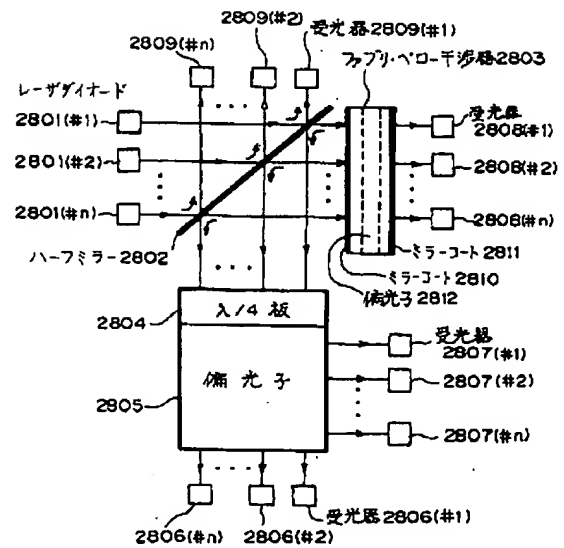 2809(#2)
2809(#n)
受光器2809(#1)
ファブリ・ペロー干渉器2803
レーザダイオード
2801(#1)
受光器
2808(#1)
2801(#2)
2808(#2)
2801(#n)
2808(#n)
ハーフミラー2802
ミラーコート2811
ミラーコート2810
偏光子2812
2804
λ/4 板
受光器
2807(#1)
2805
偏光子
2807(#2)
2807(#n)
受光器2806(#1)
2806(#n)
2806(#2)